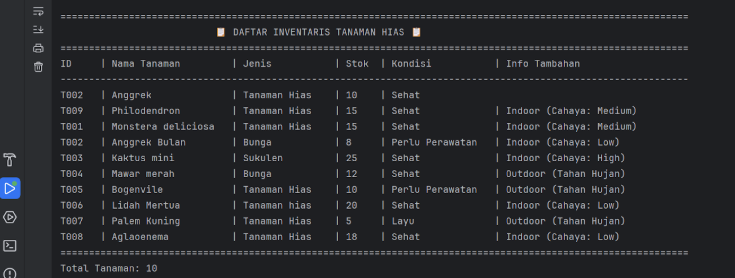 ==============================================================================================================
📋 DAFTAR INVENTARIS TANAMAN HIAS 📋
==============================================================================================================
ID | Nama Tanaman | Jenis | Stok | Kondisi | Info Tambahan
--------------------------------------------------------------------------------------------------------------
T002 | Anggrek | Tanaman Hias | 10 | Sehat
T009 | Philodendron | Tanaman Hias | 15 | Sehat | Indoor (Cahaya: Medium)
T001 | Monstera deliciosa | Tanaman Hias | 15 | Sehat | Indoor (Cahaya: Medium)
T002 | Anggrek Bulan | Bunga | 8 | Perlu Perawatan | Indoor (Cahaya: Low)
T003 | Kaktus mini | Sukulen | 25 | Sehat | Indoor (Cahaya: High)
T004 | Mawar merah | Bunga | 12 | Sehat | Outdoor (Tahan Hujan)
T005 | Bogenvile | Tanaman Hias | 10 | Perlu Perawatan | Outdoor (Tahan Hujan)
T006 | Lidah Mertua | Tanaman hias | 20 | Sehat | Indoor (Cahaya: Low)
T007 | Palem Kuning | Tanaman Hias | 5 | Layu | Outdoor (Tahan Hujan)
T008 | Aglaoenema | Tanaman Hias | 18 | Sehat | Indoor (Cahaya: Low)
==============================================================================================================
Total Tanaman: 10